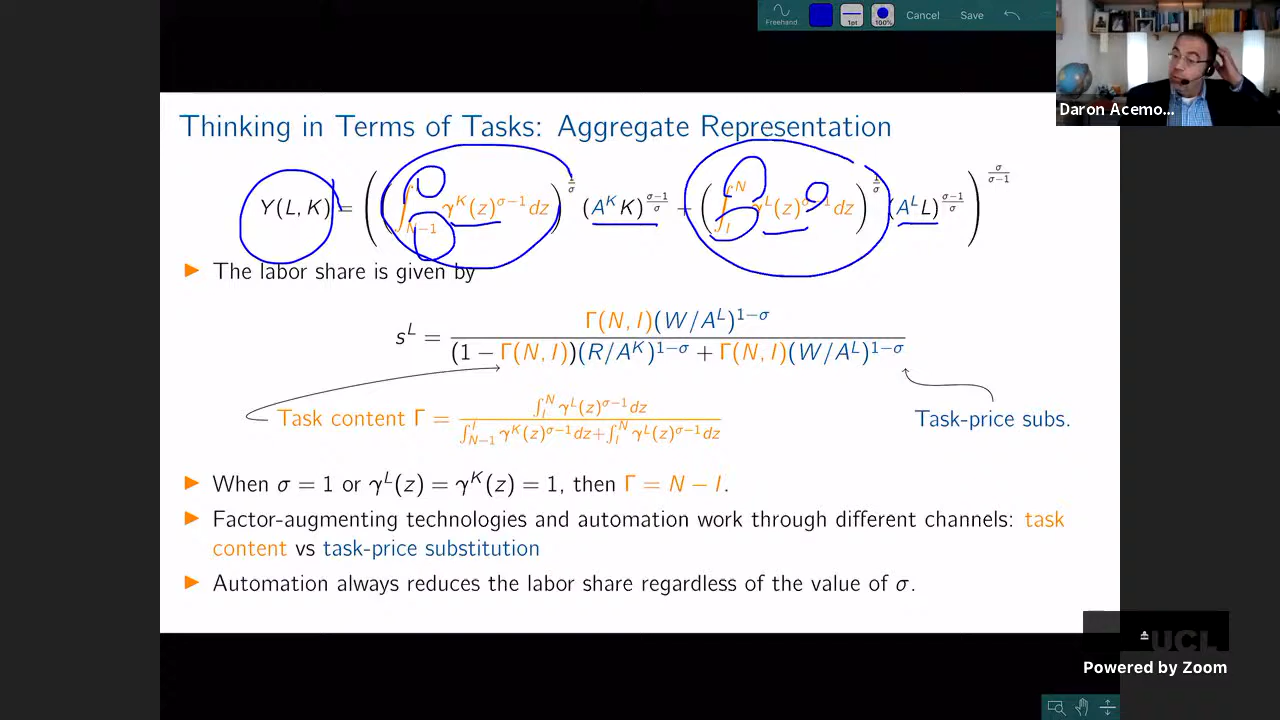 Freehand 1pt 100% Cancel Save
Daron Acemo...
Thinking in Terms of Tasks: Aggregate Representation
Y(L, K) = ((∫_{N−1} γ^K(z)^{σ−1}dz)^{1/σ} (A^K K)^{(σ−1)/σ} + (∫_I^N γ^L(z)^{σ−1}dz)^{1/σ} (A^L L)^{(σ−1)/σ})^{σ/(σ−1)}
▶ The labor share is given by
s^L = Γ(N, I)(W/A^L)^{1−σ} / ((1 − Γ(N, I))(R/A^K)^{1−σ} + Γ(N, I)(W/A^L)^{1−σ})
Task content Γ = ∫_I^N γ^L(z)^{σ−1}dz / (∫_{N−1}^I γ^K(z)^{σ−1}dz+∫_I^N γ^L(z)^{σ−1}dz)
Task-price subs.
▶ When σ = 1 or γ^L(z) = γ^K(z) = 1, then Γ = N − I.
▶ Factor-augmenting technologies and automation work through different channels: task
content vs task-price substitution
▶ Automation always reduces the labor share regardless of the value of σ.
UCL
Powered by Zoom